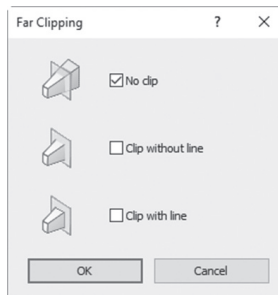 Far Clipping ? ×
No clip
Clip without line
Clip with line
OK Cancel